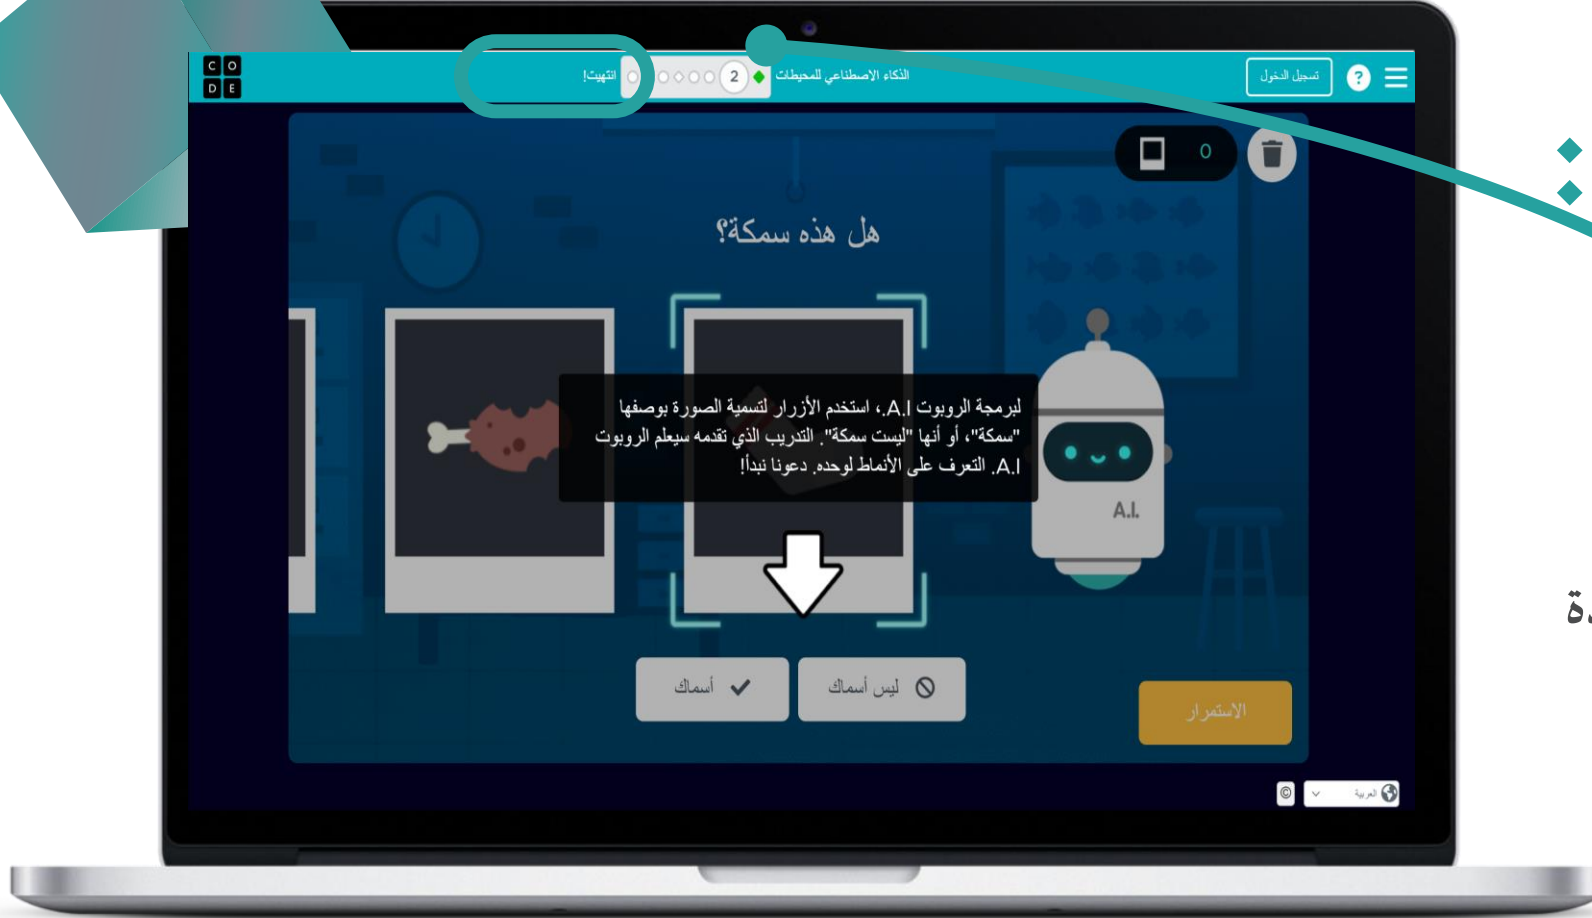 تسجيل الدخول
?
الذكاء الاصطناعي للمحيطات
2
انتهيت!
C O
D E
0
هل هذه سمكة؟
لبرمجة الروبوت A.I.، استخدم الأزرار لتسمية الصورة بوصفها
"سمكة"، أو أنها "ليست سمكة". التدريب الذي تقدمه سيعلم الروبوت
A.I. التعرف على الأنماط لوحده. دعونا نبدأ!
A.I.
ليس أسماك
أسماك
الاستمرار
العربية
©